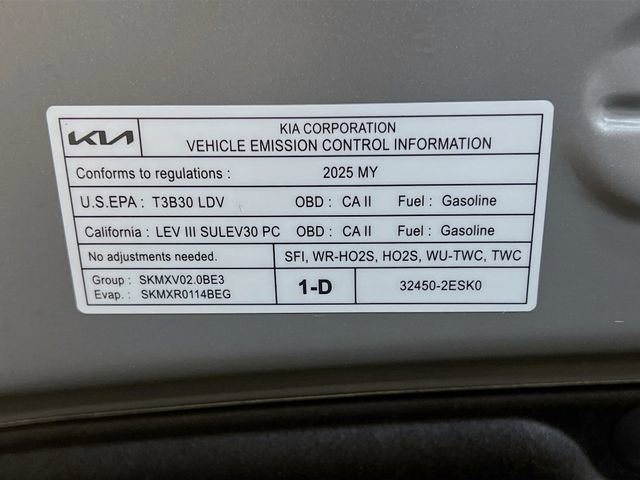 KIA
KIA CORPORATION
VEHICLE EMISSION CONTROL INFORMATION
Conforms to regulations : 2025 MY
U.S.EPA : T3B30 LDV OBD : CA II Fuel : Gasoline
California : LEV III SULEV30 PC OBD : CA II Fuel : Gasoline
No adjustments needed. SFI, WR-HO2S, HO2S, WU-TWC, TWC
Group : SKMXV02.0BE3
Evap. : SKMXR0114BEG
1-D
32450-2ESK0